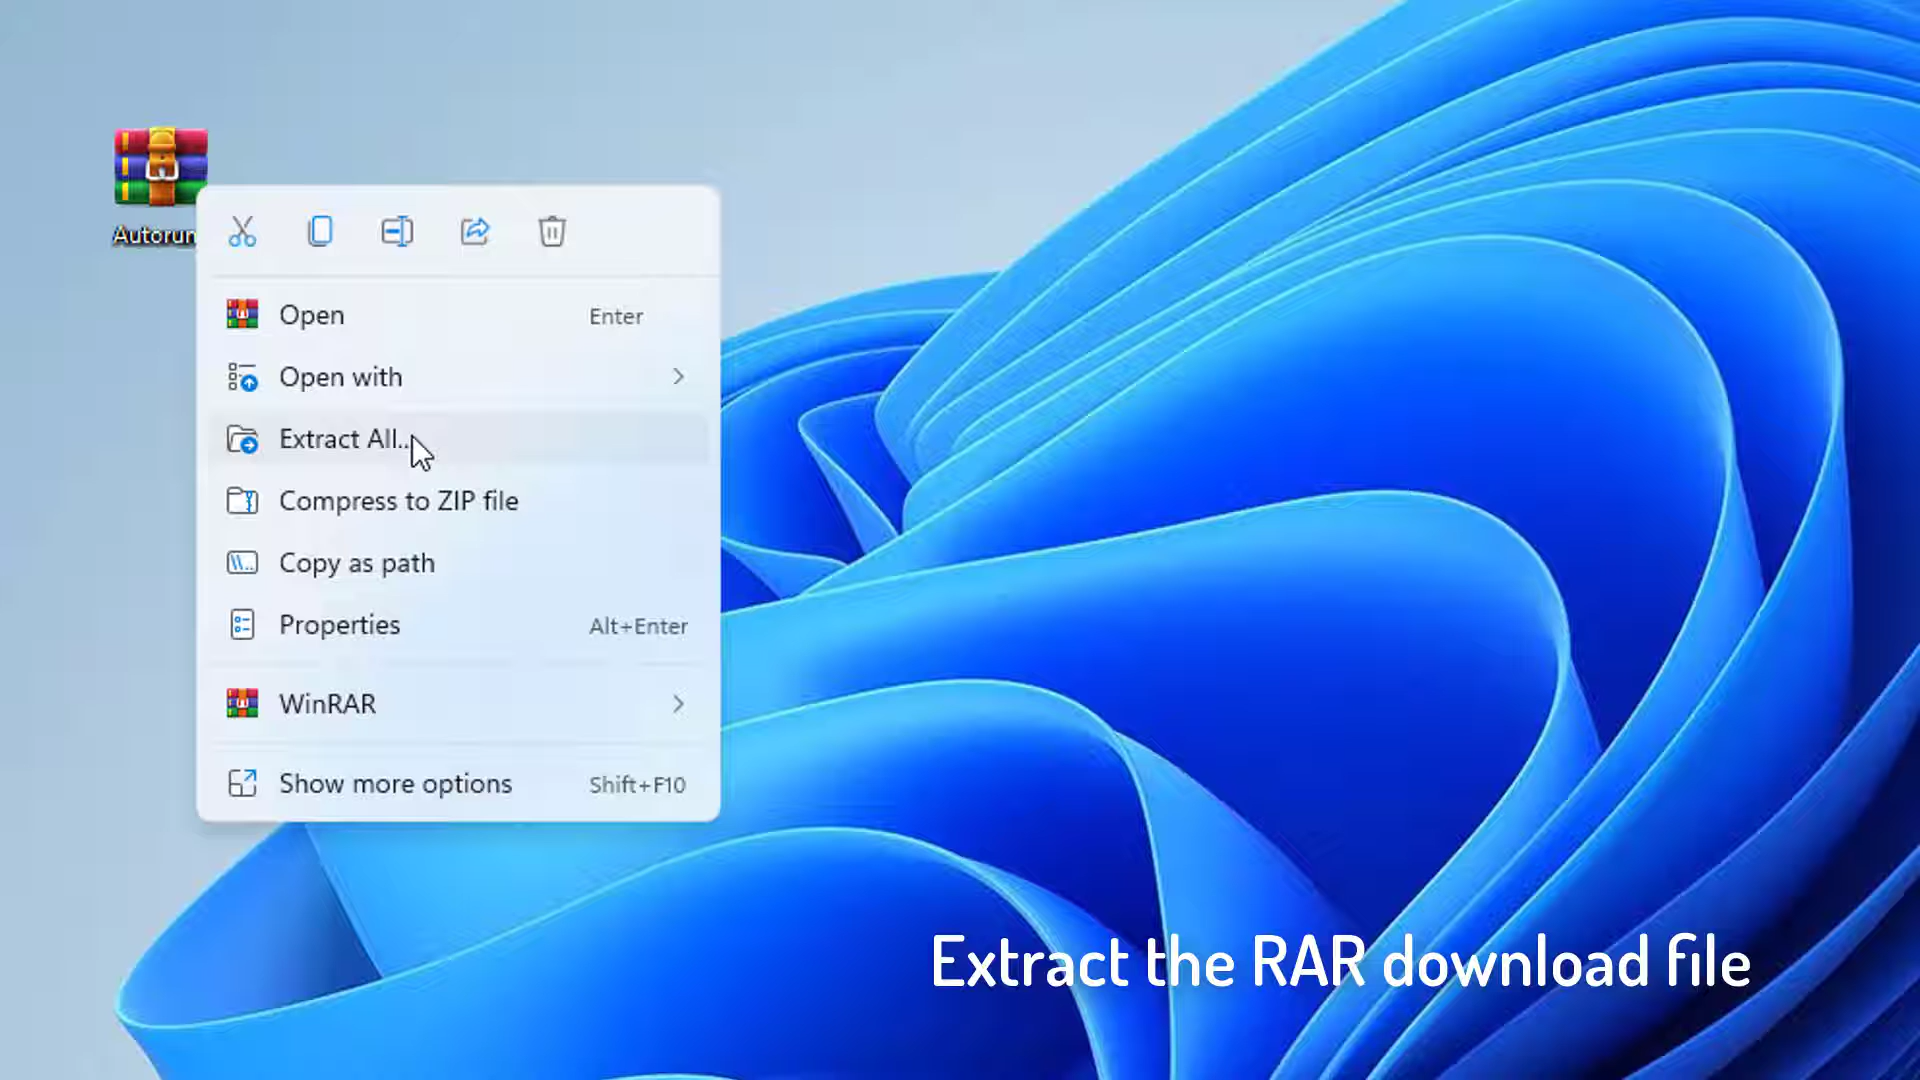 Autorun
Open Enter
Open with
Extract All...
Compress to ZIP file
Copy as path
Properties Alt+Enter
WinRAR
Show more options Shift+F10
Extract the RAR download file